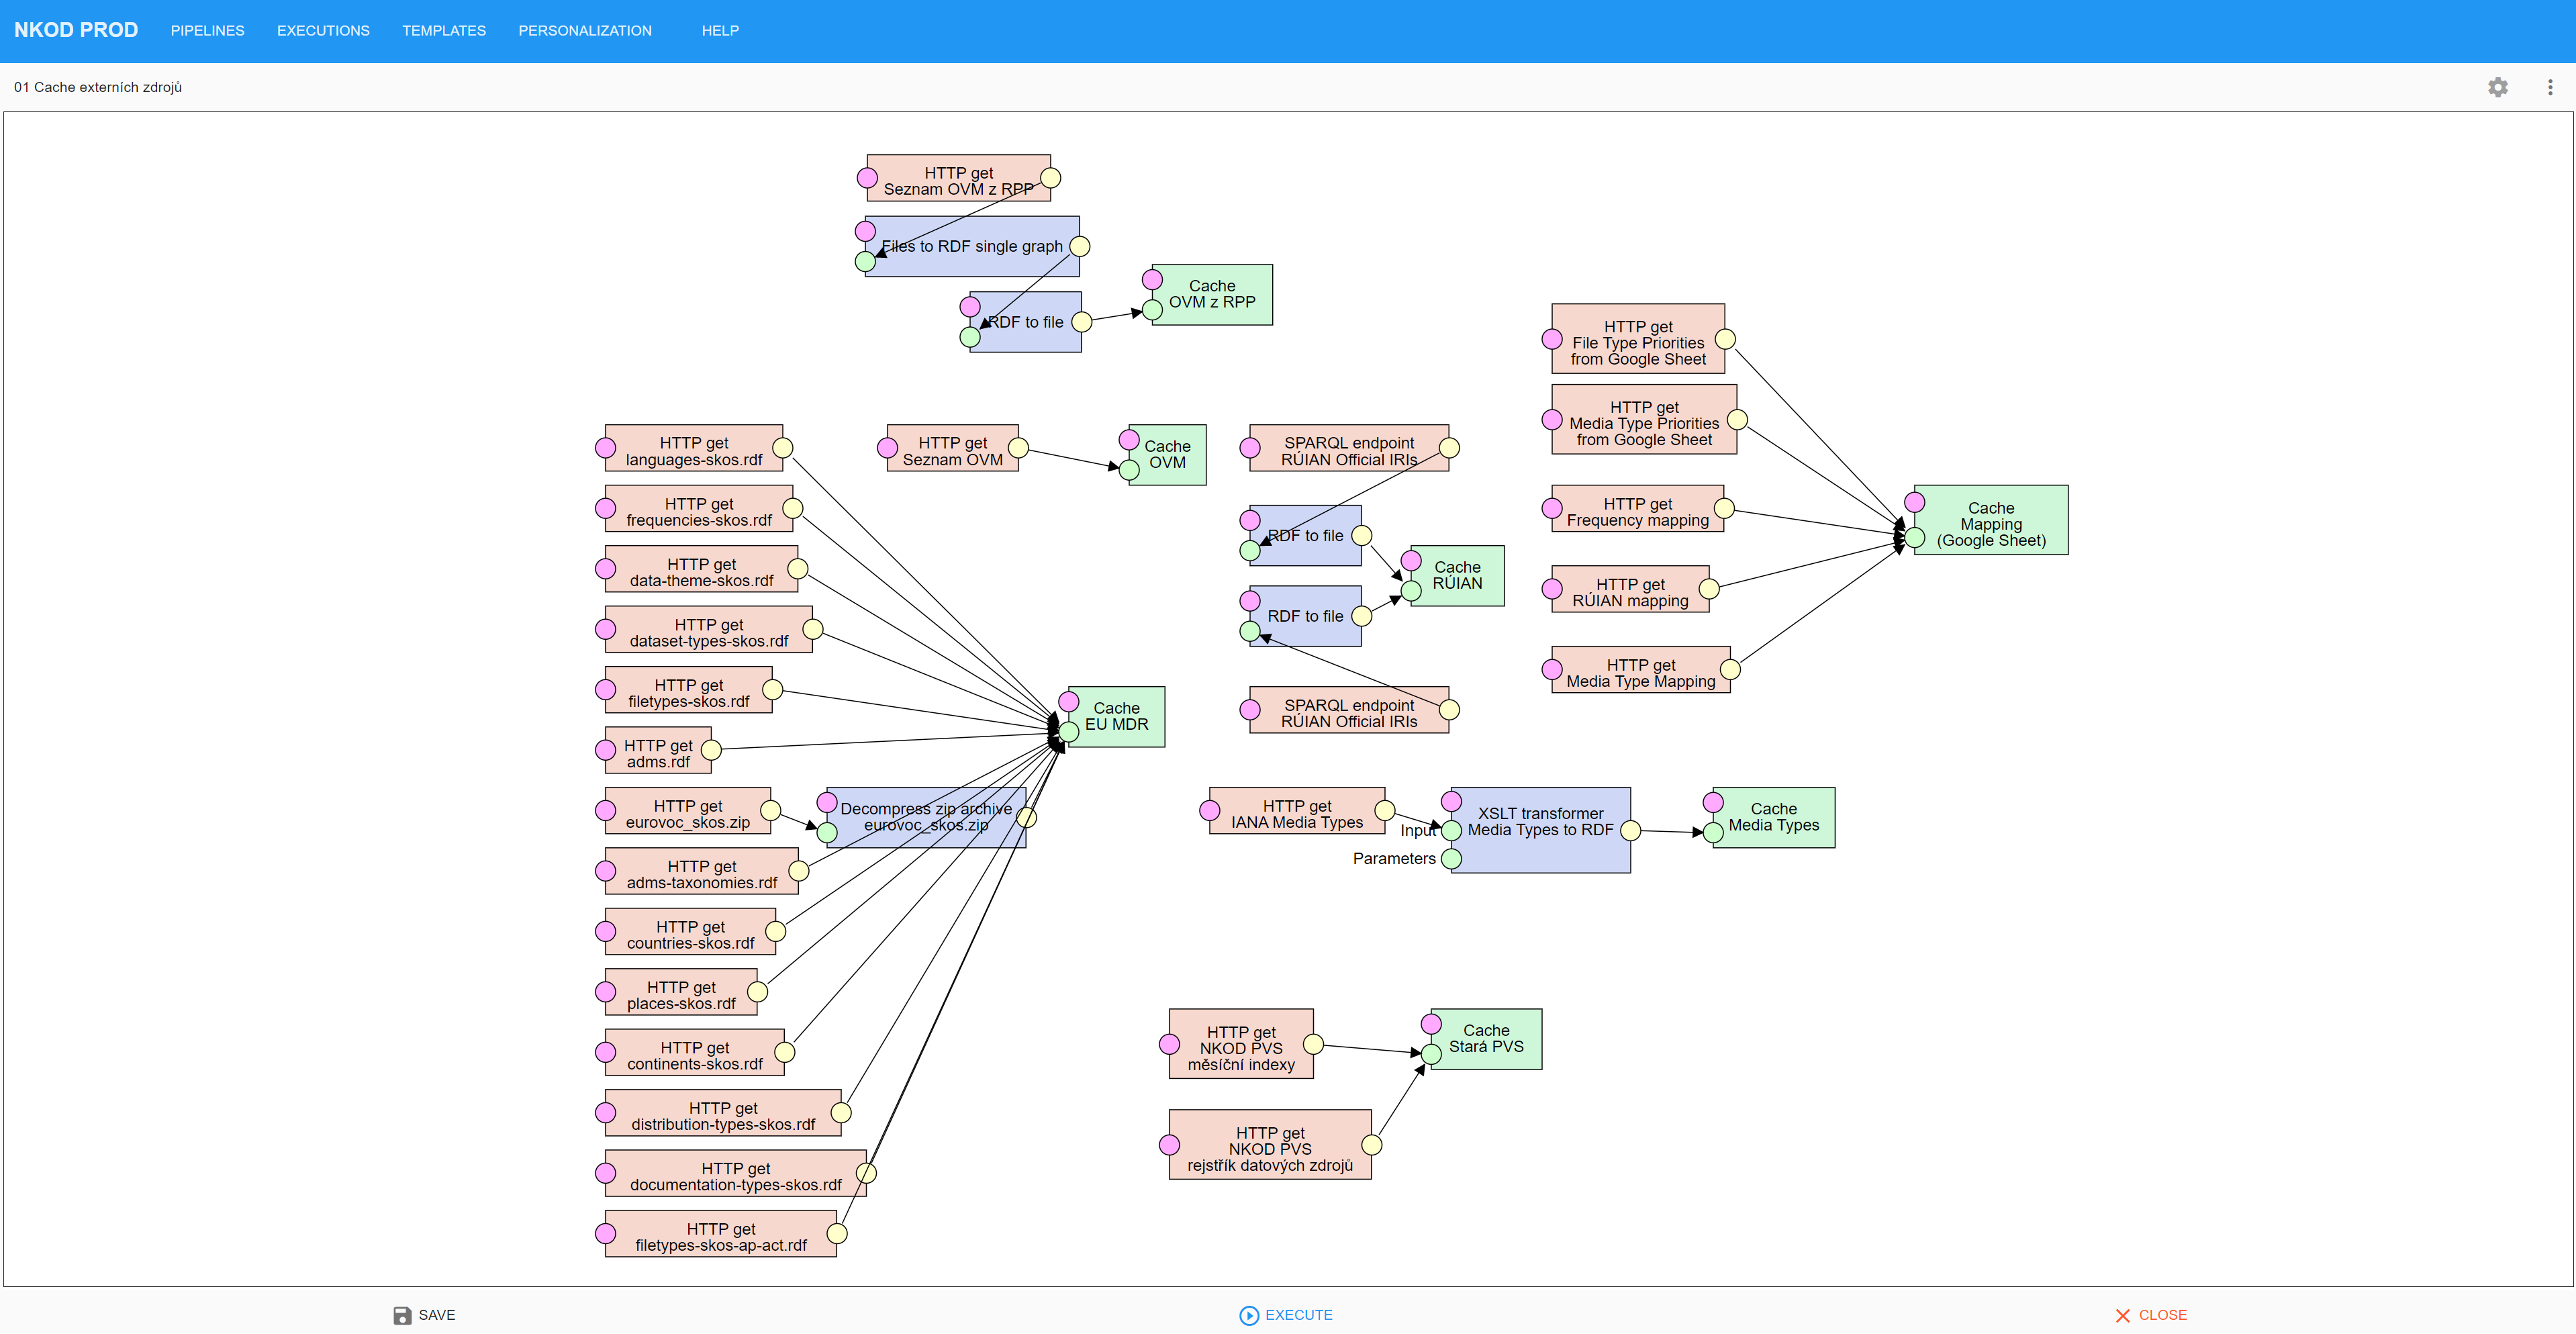 NKOD PROD
PIPELINES
EXECUTIONS
TEMPLATES
PERSONALIZATION
HELP
01 Cache externích zdrojů
HTTP get
Seznam OVM z RPP
Files to RDF single graph
RDF to file
Cache
OVM z RPP
HTTP get
languages-skos.rdf
HTTP get
frequencies-skos.rdf
HTTP get
data-theme-skos.rdf
HTTP get
dataset-types-skos.rdf
HTTP get
filetypes-skos.rdf
HTTP get
adms.rdf
HTTP get
eurovoc_skos.zip
Decompress zip archive
eurovoc_skos.zip
HTTP get
adms-taxonomies.rdf
HTTP get
countries-skos.rdf
HTTP get
places-skos.rdf
HTTP get
continents-skos.rdf
HTTP get
distribution-types-skos.rdf
HTTP get
documentation-types-skos.rdf
HTTP get
filetypes-skos-ap-act.rdf
Cache
EU MDR
HTTP get
Seznam OVM
Cache
OVM
SPARQL endpoint
RÚIAN Official IRIs
RDF to file
RDF to file
Cache
RÚIAN
SPARQL endpoint
RÚIAN Official IRIs
HTTP get
File Type Priorities
from Google Sheet
HTTP get
Media Type Priorities
from Google Sheet
HTTP get
Frequency mapping
HTTP get
RÚIAN mapping
HTTP get
Media Type Mapping
Cache
Mapping
(Google Sheet)
HTTP get
IANA Media Types
Input
Parameters
XSLT transformer
Media Types to RDF
Cache
Media Types
HTTP get
NKOD PVS
měsíční indexy
HTTP get
NKOD PVS
rejstřík datových zdrojů
Cache
Stará PVS
SAVE
EXECUTE
CLOSE